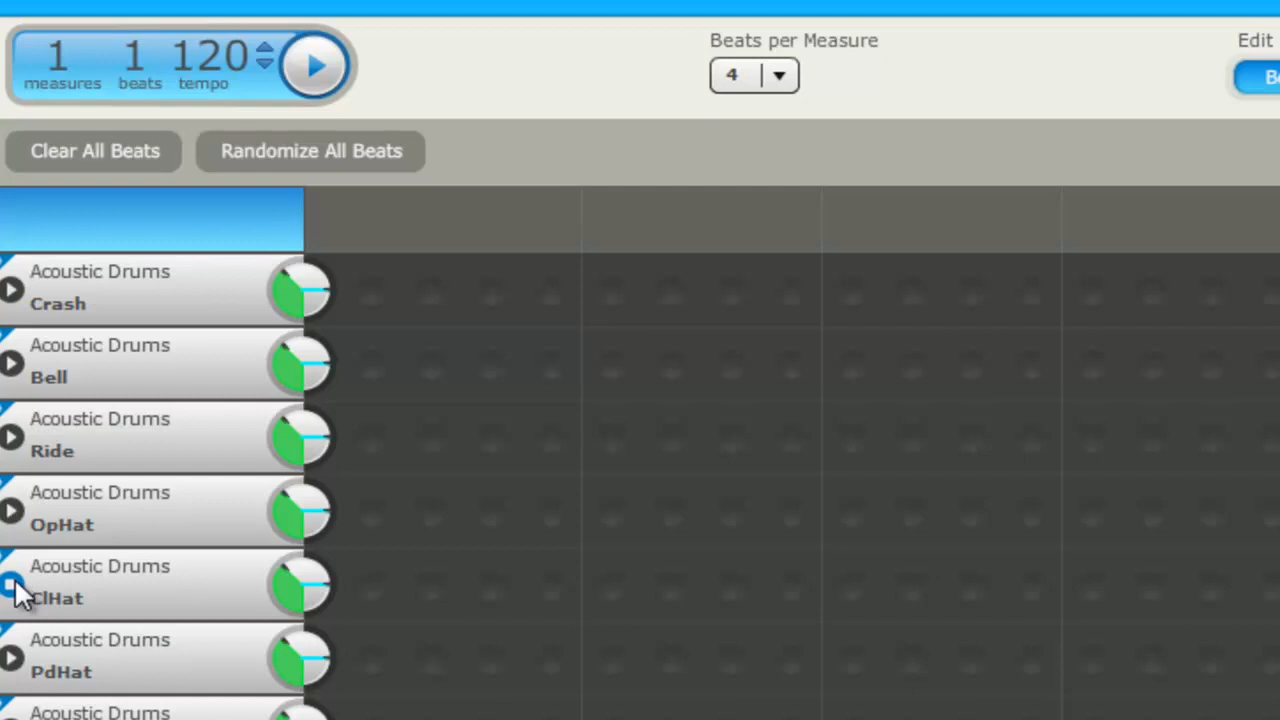 1 1 120
measures beats tempo
Beats per Measure
4
Edit
Clear All Beats
Randomize All Beats
Acoustic Drums
Crash
Acoustic Drums
Bell
Acoustic Drums
Ride
Acoustic Drums
OpHat
Acoustic Drums
ClHat
Acoustic Drums
PdHat
Acoustic Drums